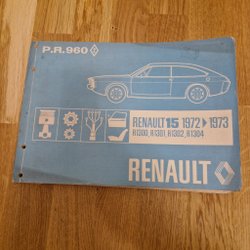 P.R.960
RENAULT 15 1972 ▶ 1973
R1300, R1301, R1302, R1304
RENAULT